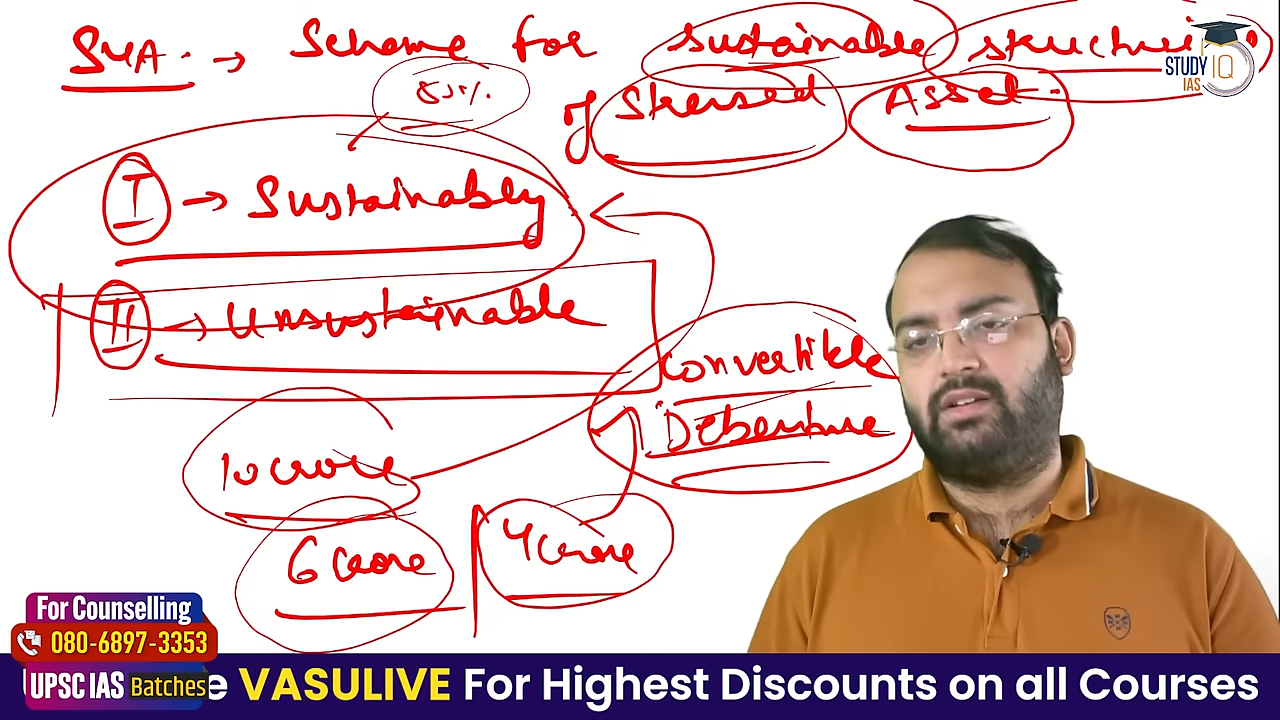 S4A. → Scheme for sustainable structuring
of Stressed Asset.
STUDY IQ
IAS
I → Sustainably
II → Unsustainable
Convertible
Debenture
10 crore
6 crore | 4 crore
For Counselling
080-6897-3353
UPSC IAS Batches
e VASULIVE For Highest Discounts on all Courses